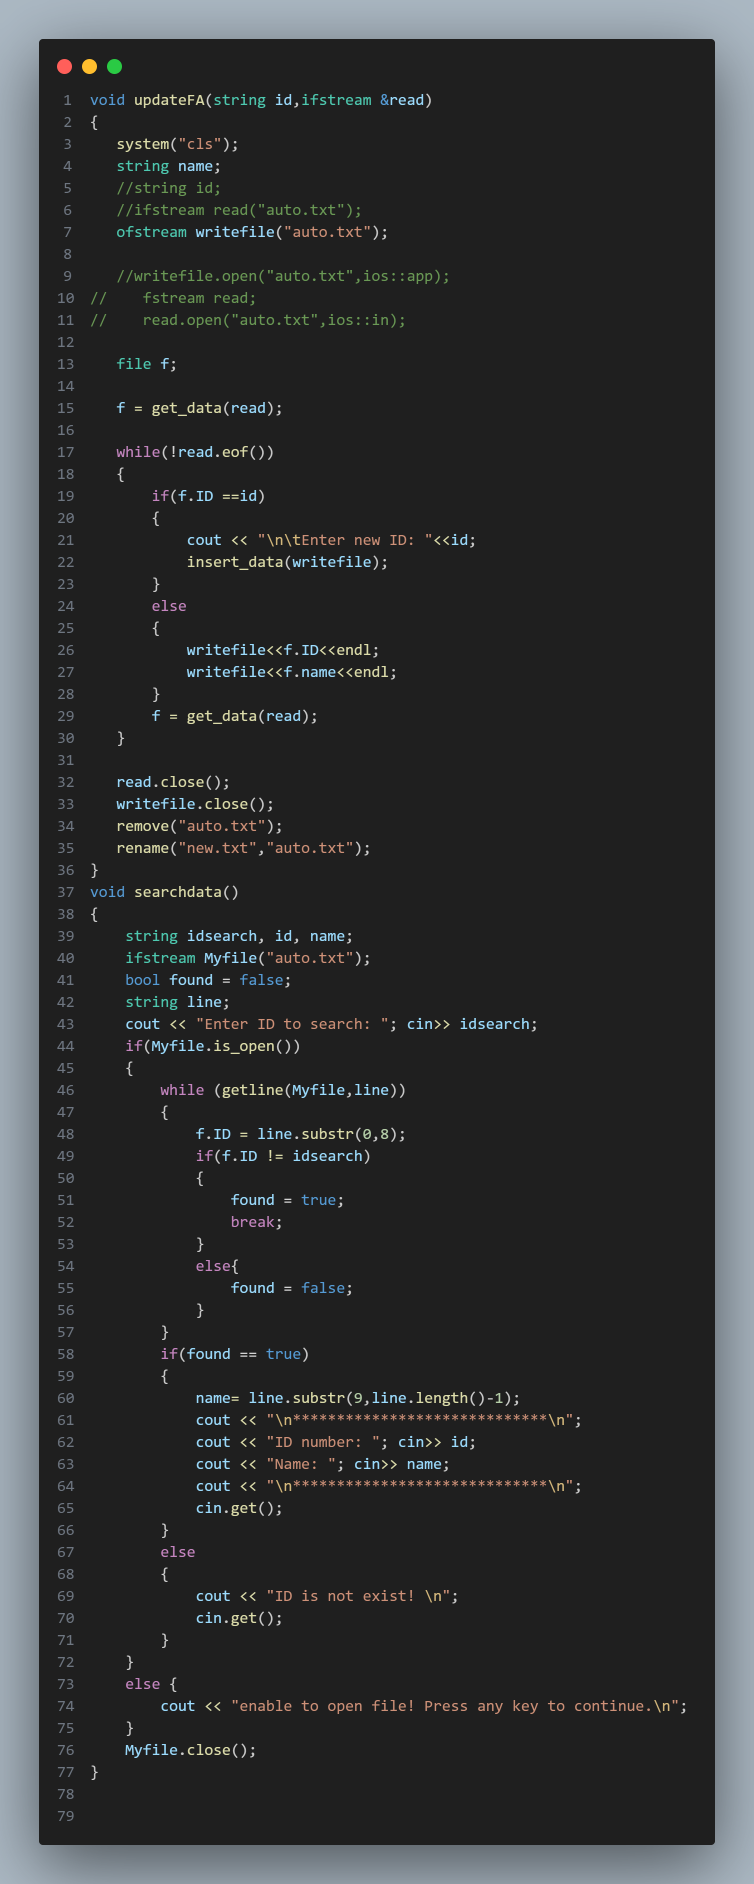 1 void updateFA(string id,ifstream &read)
2 {
3    system("cls");
4    string name;
5    //string id;
6    //ifstream read("auto.txt");
7    ofstream writefile("auto.txt");
8
9    //writefile.open("auto.txt",ios::app);
10 //    fstream read;
11 //    read.open("auto.txt",ios::in);
12
13    file f;
14
15    f = get_data(read);
16
17    while(!read.eof())
18    {
19        if(f.ID ==id)
20        {
21            cout << "\n\tEnter new ID: "<<id;
22            insert_data(writefile);
23        }
24        else
25        {
26            writefile<<f.ID<<endl;
27            writefile<<f.name<<endl;
28        }
29        f = get_data(read);
30    }
31
32    read.close();
33    writefile.close();
34    remove("auto.txt");
35    rename("new.txt","auto.txt");
36 }
37 void searchdata()
38 {
39     string idsearch, id, name;
40     ifstream Myfile("auto.txt");
41     bool found = false;
42     string line;
43     cout << "Enter ID to search: "; cin>> idsearch;
44     if(Myfile.is_open())
45     {
46         while (getline(Myfile,line))
47         {
48             f.ID = line.substr(0,8);
49             if(f.ID != idsearch)
50             {
51                 found = true;
52                 break;
53             }
54             else{
55                 found = false;
56             }
57         }
58         if(found == true)
59         {
60             name= line.substr(9,line.length()-1);
61             cout << "\n*****************************\n";
62             cout << "ID number: "; cin>> id;
63             cout << "Name: "; cin>> name;
64             cout << "\n*****************************\n";
65             cin.get();
66         }
67         else
68         {
69             cout << "ID is not exist! \n";
70             cin.get();
71         }
72     }
73     else {
74         cout << "enable to open file! Press any key to continue.\n";
75     }
76     Myfile.close();
77 }
78
79